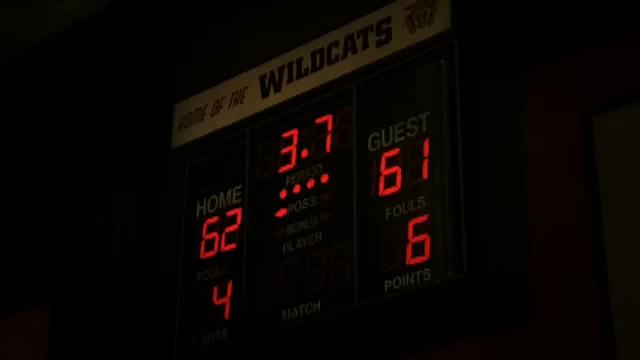 HOME OF THE WILDCATS
3.7
PERIOD
HOME
GUEST
62
61
POSS.
BONUS
PLAYER
FOULS
FOULS
4
6
POINTS
POINTS
MATCH